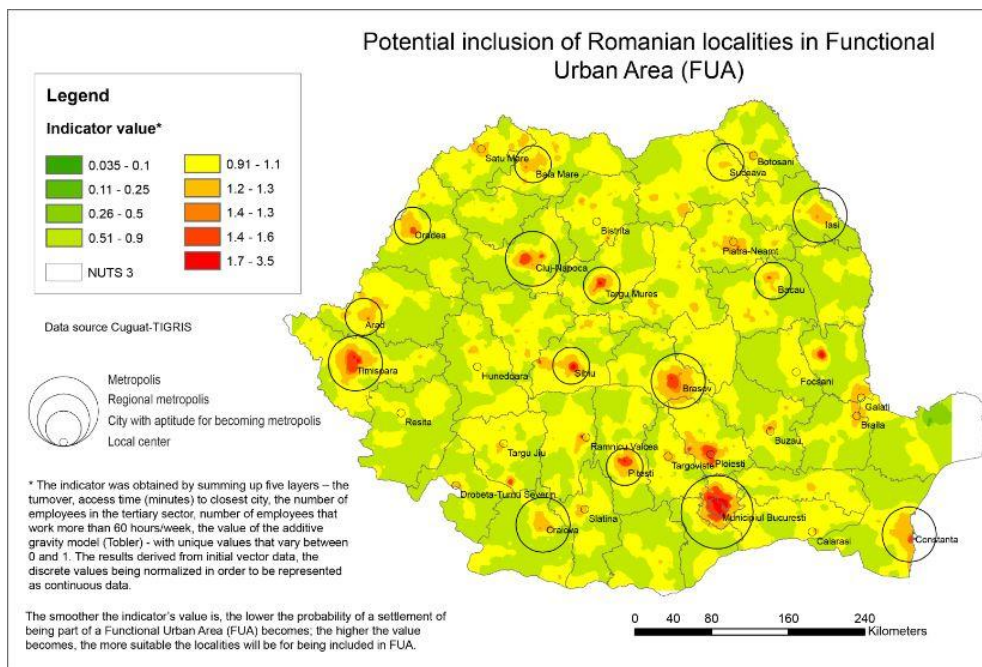 Potential inclusion of Romanian localities in Functional
Urban Area (FUA)
Legend
Indicator value*
0.035 - 0.1
0.11 - 0.25
0.26 - 0.5
0.51 - 0.9
NUTS 3
0.91 - 1.1
1.2 - 1.3
1.4 - 1.3
1.4 - 1.6
1.7 - 3.5
Data source Cuguat-TIGRIS
Metropolis
Regional metropolis
City with aptitude for becoming metropolis
Local center
* The indicator was obtained by summing up five layers – the
turnover, access time (minutes) to closest city, the number of
employees in the tertiary sector, number of employees that
work more than 60 hours/week, the value of the additive
gravity model (Tobler) - with unique values that vary between
0 and 1. The results derived from initial vector data, the
discrete values being normalized in order to be represented
as continuous data.
The smoother the indicator's value is, the lower the probability of a settlement of
being part of a Functional Urban Area (FUA) becomes; the higher the value
becomes, the more suitable the localities will be for being included in FUA.
Satu Mare
Baia Mare
Botosani
Suceava
Oradea
Bistrita
Iasi
Piatra-Neamt
Cluj-Napoca
Targu Mures
Bacau
Arad
Timisoara
Hunedoara
Sibiu
Brasov
Focsani
Resita
Galati
Braila
Targu Jiu
Ramnicu Valcea
Buzau
Pitesti
Targoviste
Ploiesti
Drobeta-Turnu Severin
Craiova
Slatina
Municipiul Bucuresti
Calarasi
Constanta
0 40 80 160 240
Kilometers